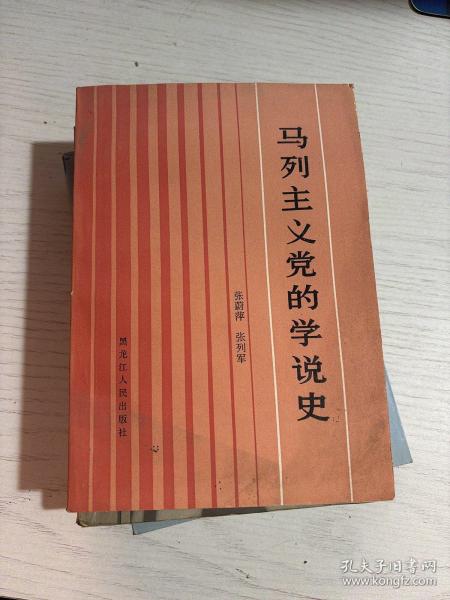 马列主义党的学说史
张蔚萍 张列军
黑龙江人民出版社
孔夫子旧书网
www.kongfz.com